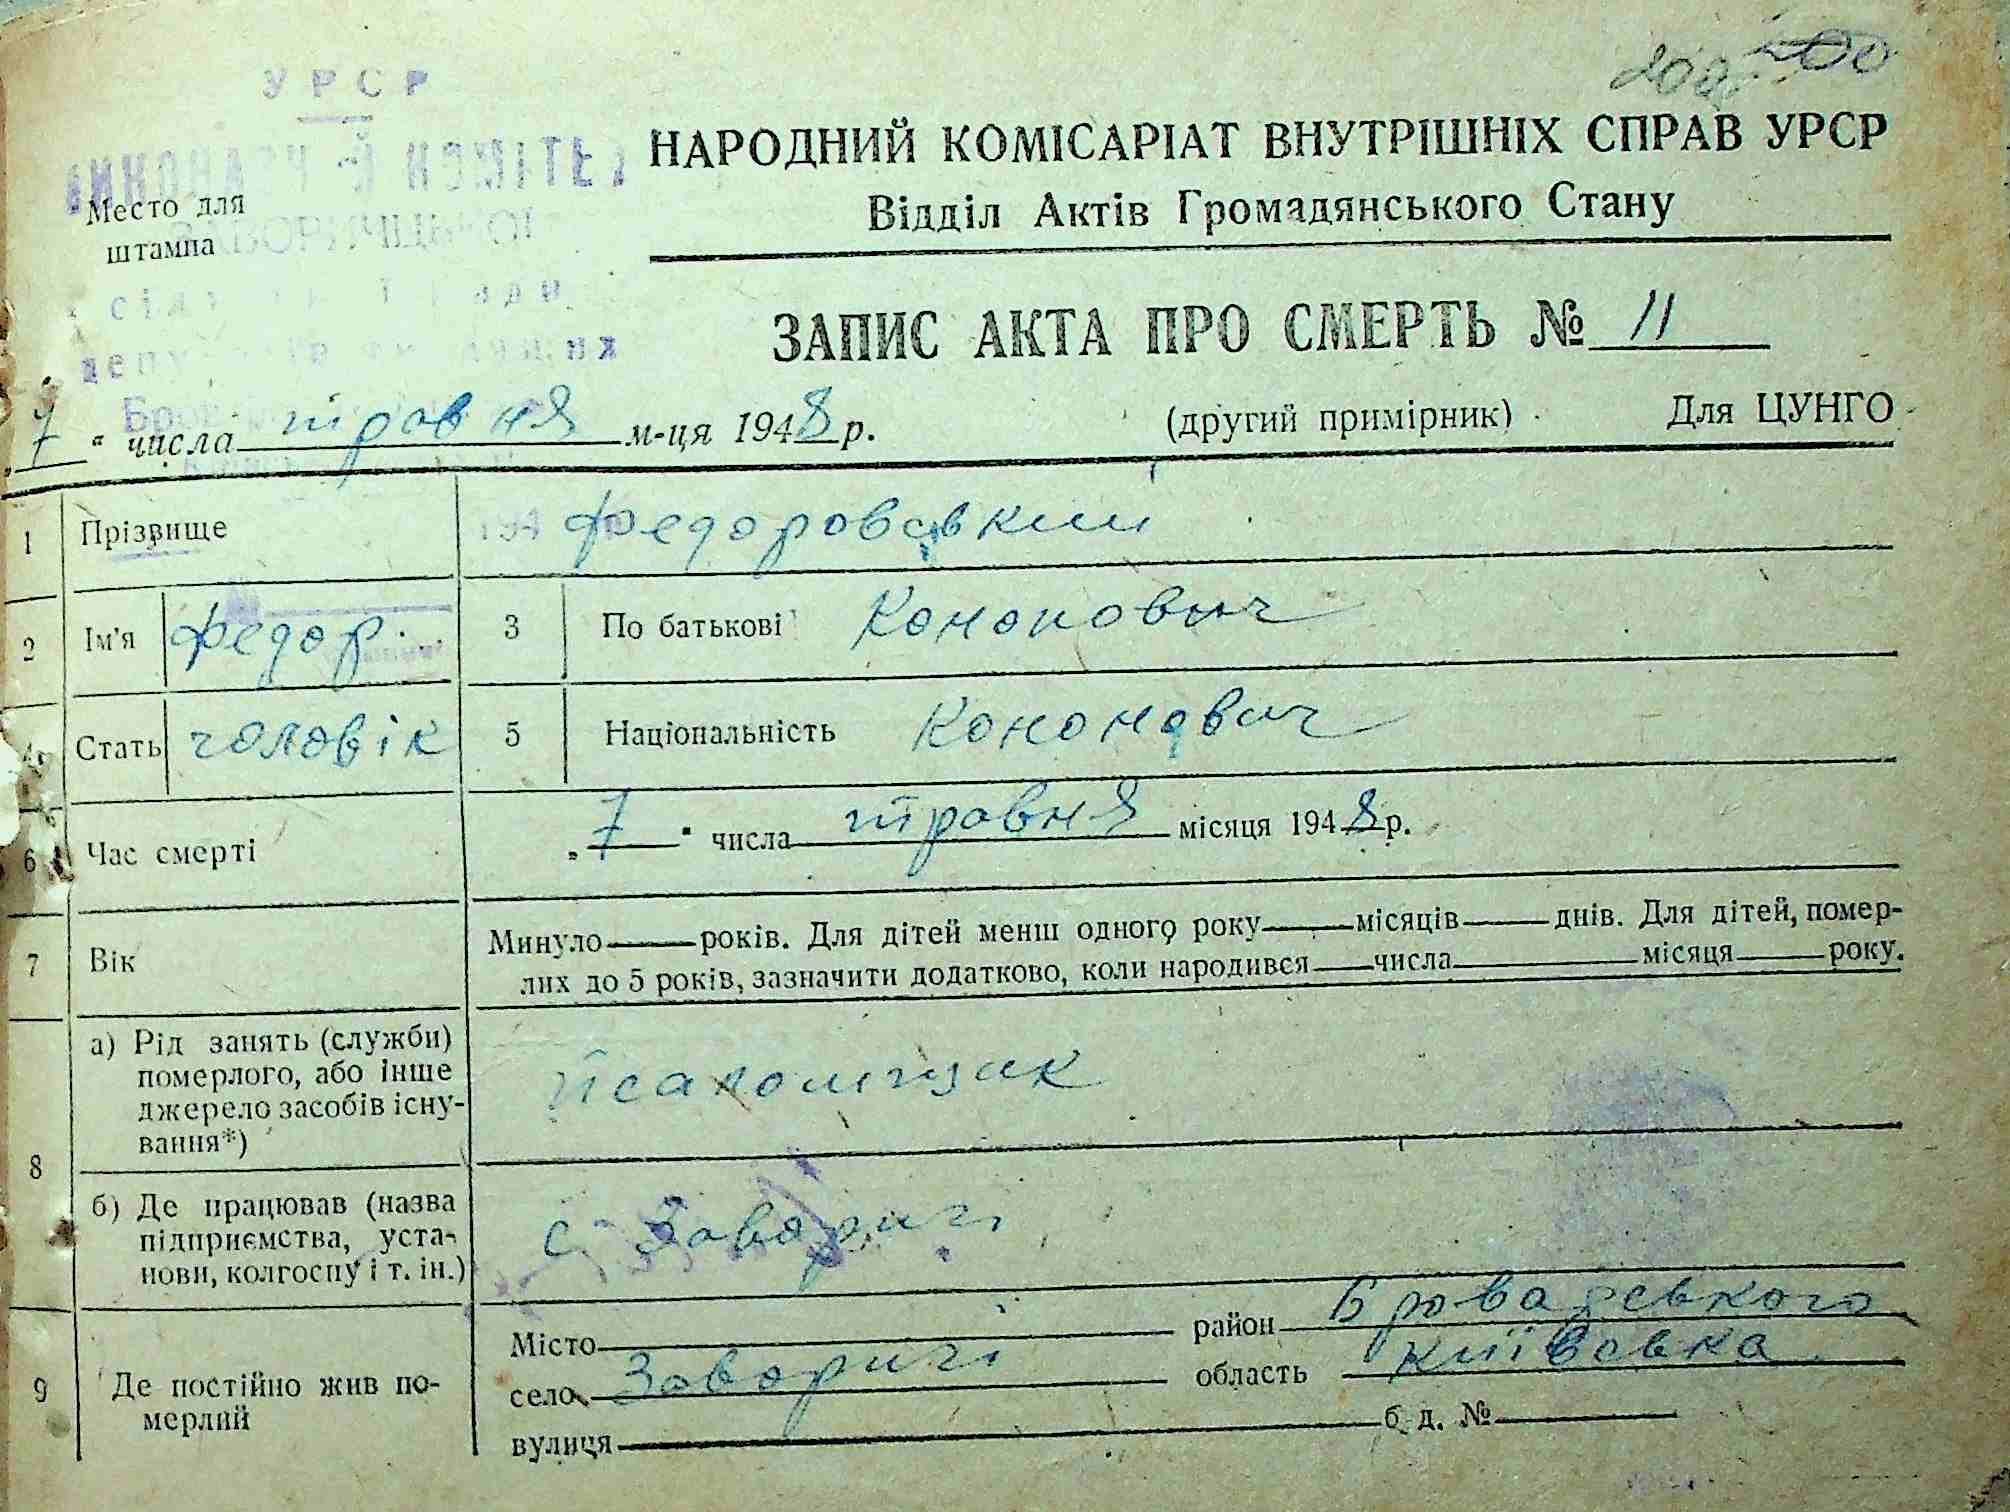 200
УРСР
НАРОДНИЙ КОМІСАРІАТ ВНУТРІШНІХ СПРАВ УРСР
Відділ Актів Громадянського Стану
Место для
штампа
ЗАПИС АКТА ПРО СМЕРТЬ № 11
„7“ числа травня м-ця 1948 р.
(другий примірник) Для ЦУНГО
1 Прізвище Федоровський
2 Ім'я Федор 3 По батькові Кононович
4 Стать чоловік 5 Національність Кононович
6 Час смерті „7“ числа травня місяця 1948 р.
7 Вік Минуло років. Для дітей менш одного року місяців днів. Для дітей, помер-
лих до 5 років, зазначити додатково, коли народився числа місяця року.
8 а) Рід занять (служби)
померлого, або інше
джерело засобів існу-
вання*)
Псаломщик
б) Де працював (назва
підприємства, уста-
нови, колгоспу і т. ін.)
с Заворичі
9 Де постійно жив по-
мерлий
Місто район Броварського
село Заворичі область Київська
вулиця б д. №